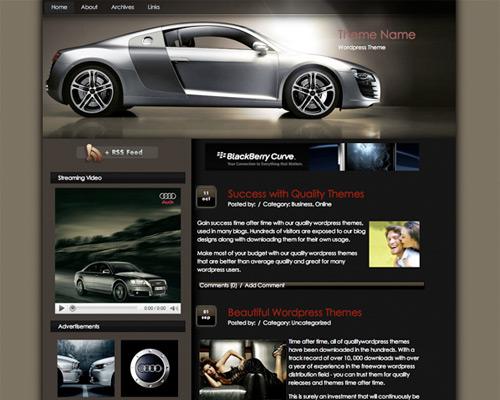 Home About Archives Links
Theme Name
Wordpress Theme
+ RSS Feed
BlackBerry Curve.
Your Connection to Everything that Matters.
Streaming Video
Audi
0:00 / 0:00
Advertisements
11
oct
Success with Quality Themes
Posted by: / Category: Business, Online
Gain success time after time with our quality wordpress themes,
used in many blogs. Hundreds of visitors are exposed to our blog
designs along with downloading them for their own usage.
Make most of your budget with our quality wordpress themes
that are better than average quality and great for many
wordpress users.
Comments (0) / Add Comment
01
sep
Beautiful Wordpress Themes
Posted by: / Category: Uncategorized
Time after time, all of qualitywordpress themes
have been downloaded in the hundreds. With a
track record of over 10, 000 downloads with over
a year of experience in the freeware wordpress
distribution field - you can trust them for quality
releases and themes time after time.
This is surely an investment that will continuously be